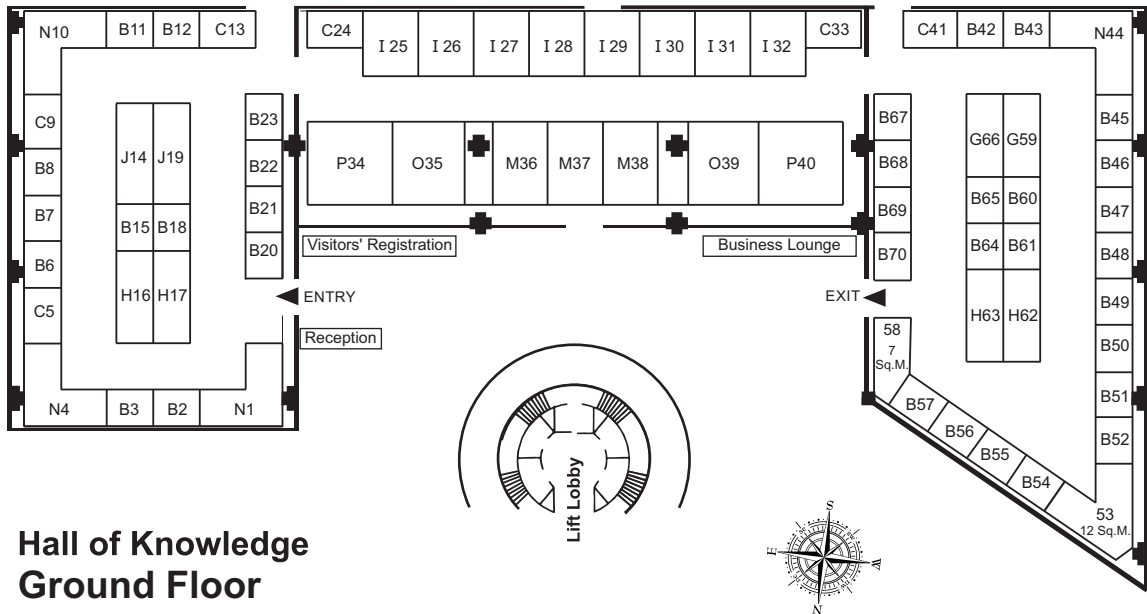 N10 B11 B12 C13 C24 I 25 I 26 I 27 I 28 I 29 I 30 I 31 I 32 C33 C41 B42 B43 N44
C9 B23 B67 B45
J14 J19 G66 G59
B8 B22 P34 O35 M36 M37 M38 O39 P40 B68 B46
B7 B21 B69 B65 B60 B47
B15 B18
B6 B20 Visitors' Registration Business Lounge B70 B64 B61 B48
H16 H17 ENTRY EXIT B49
C5 H63 H62
Reception 58 B50
7
Sq.M.
N4 B3 B2 N1 B57 B51
B56 B52
B55
B54
Lift Lobby
53
12 Sq.M.
S
E W
N
Hall of Knowledge
Ground Floor